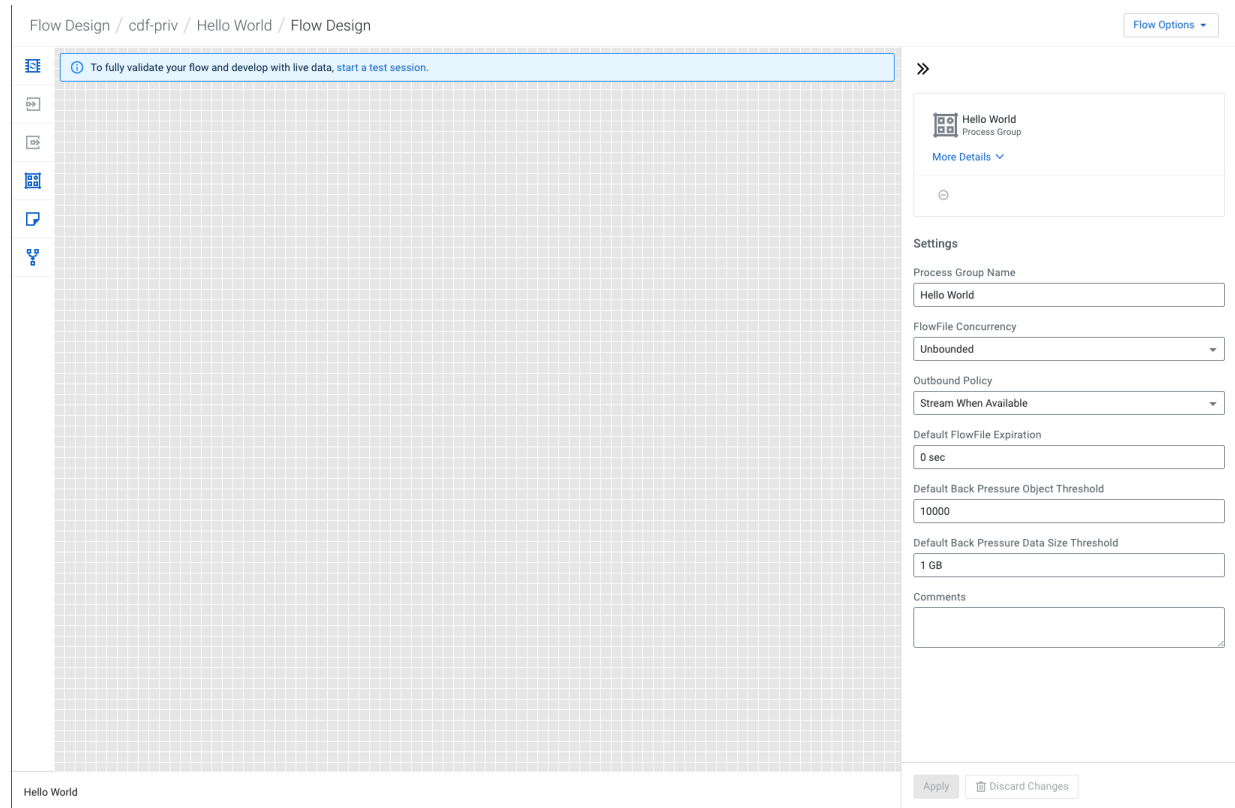 Flow Design / cdf-priv / Hello World / Flow Design
Flow Options
To fully validate your flow and develop with live data, start a test session.
Hello World
Process Group
More Details
Settings
Process Group Name
Hello World
FlowFile Concurrency
Unbounded
Outbound Policy
Stream When Available
Default FlowFile Expiration
0 sec
Default Back Pressure Object Threshold
10000
Default Back Pressure Data Size Threshold
1 GB
Comments
Apply
Discard Changes
Hello World